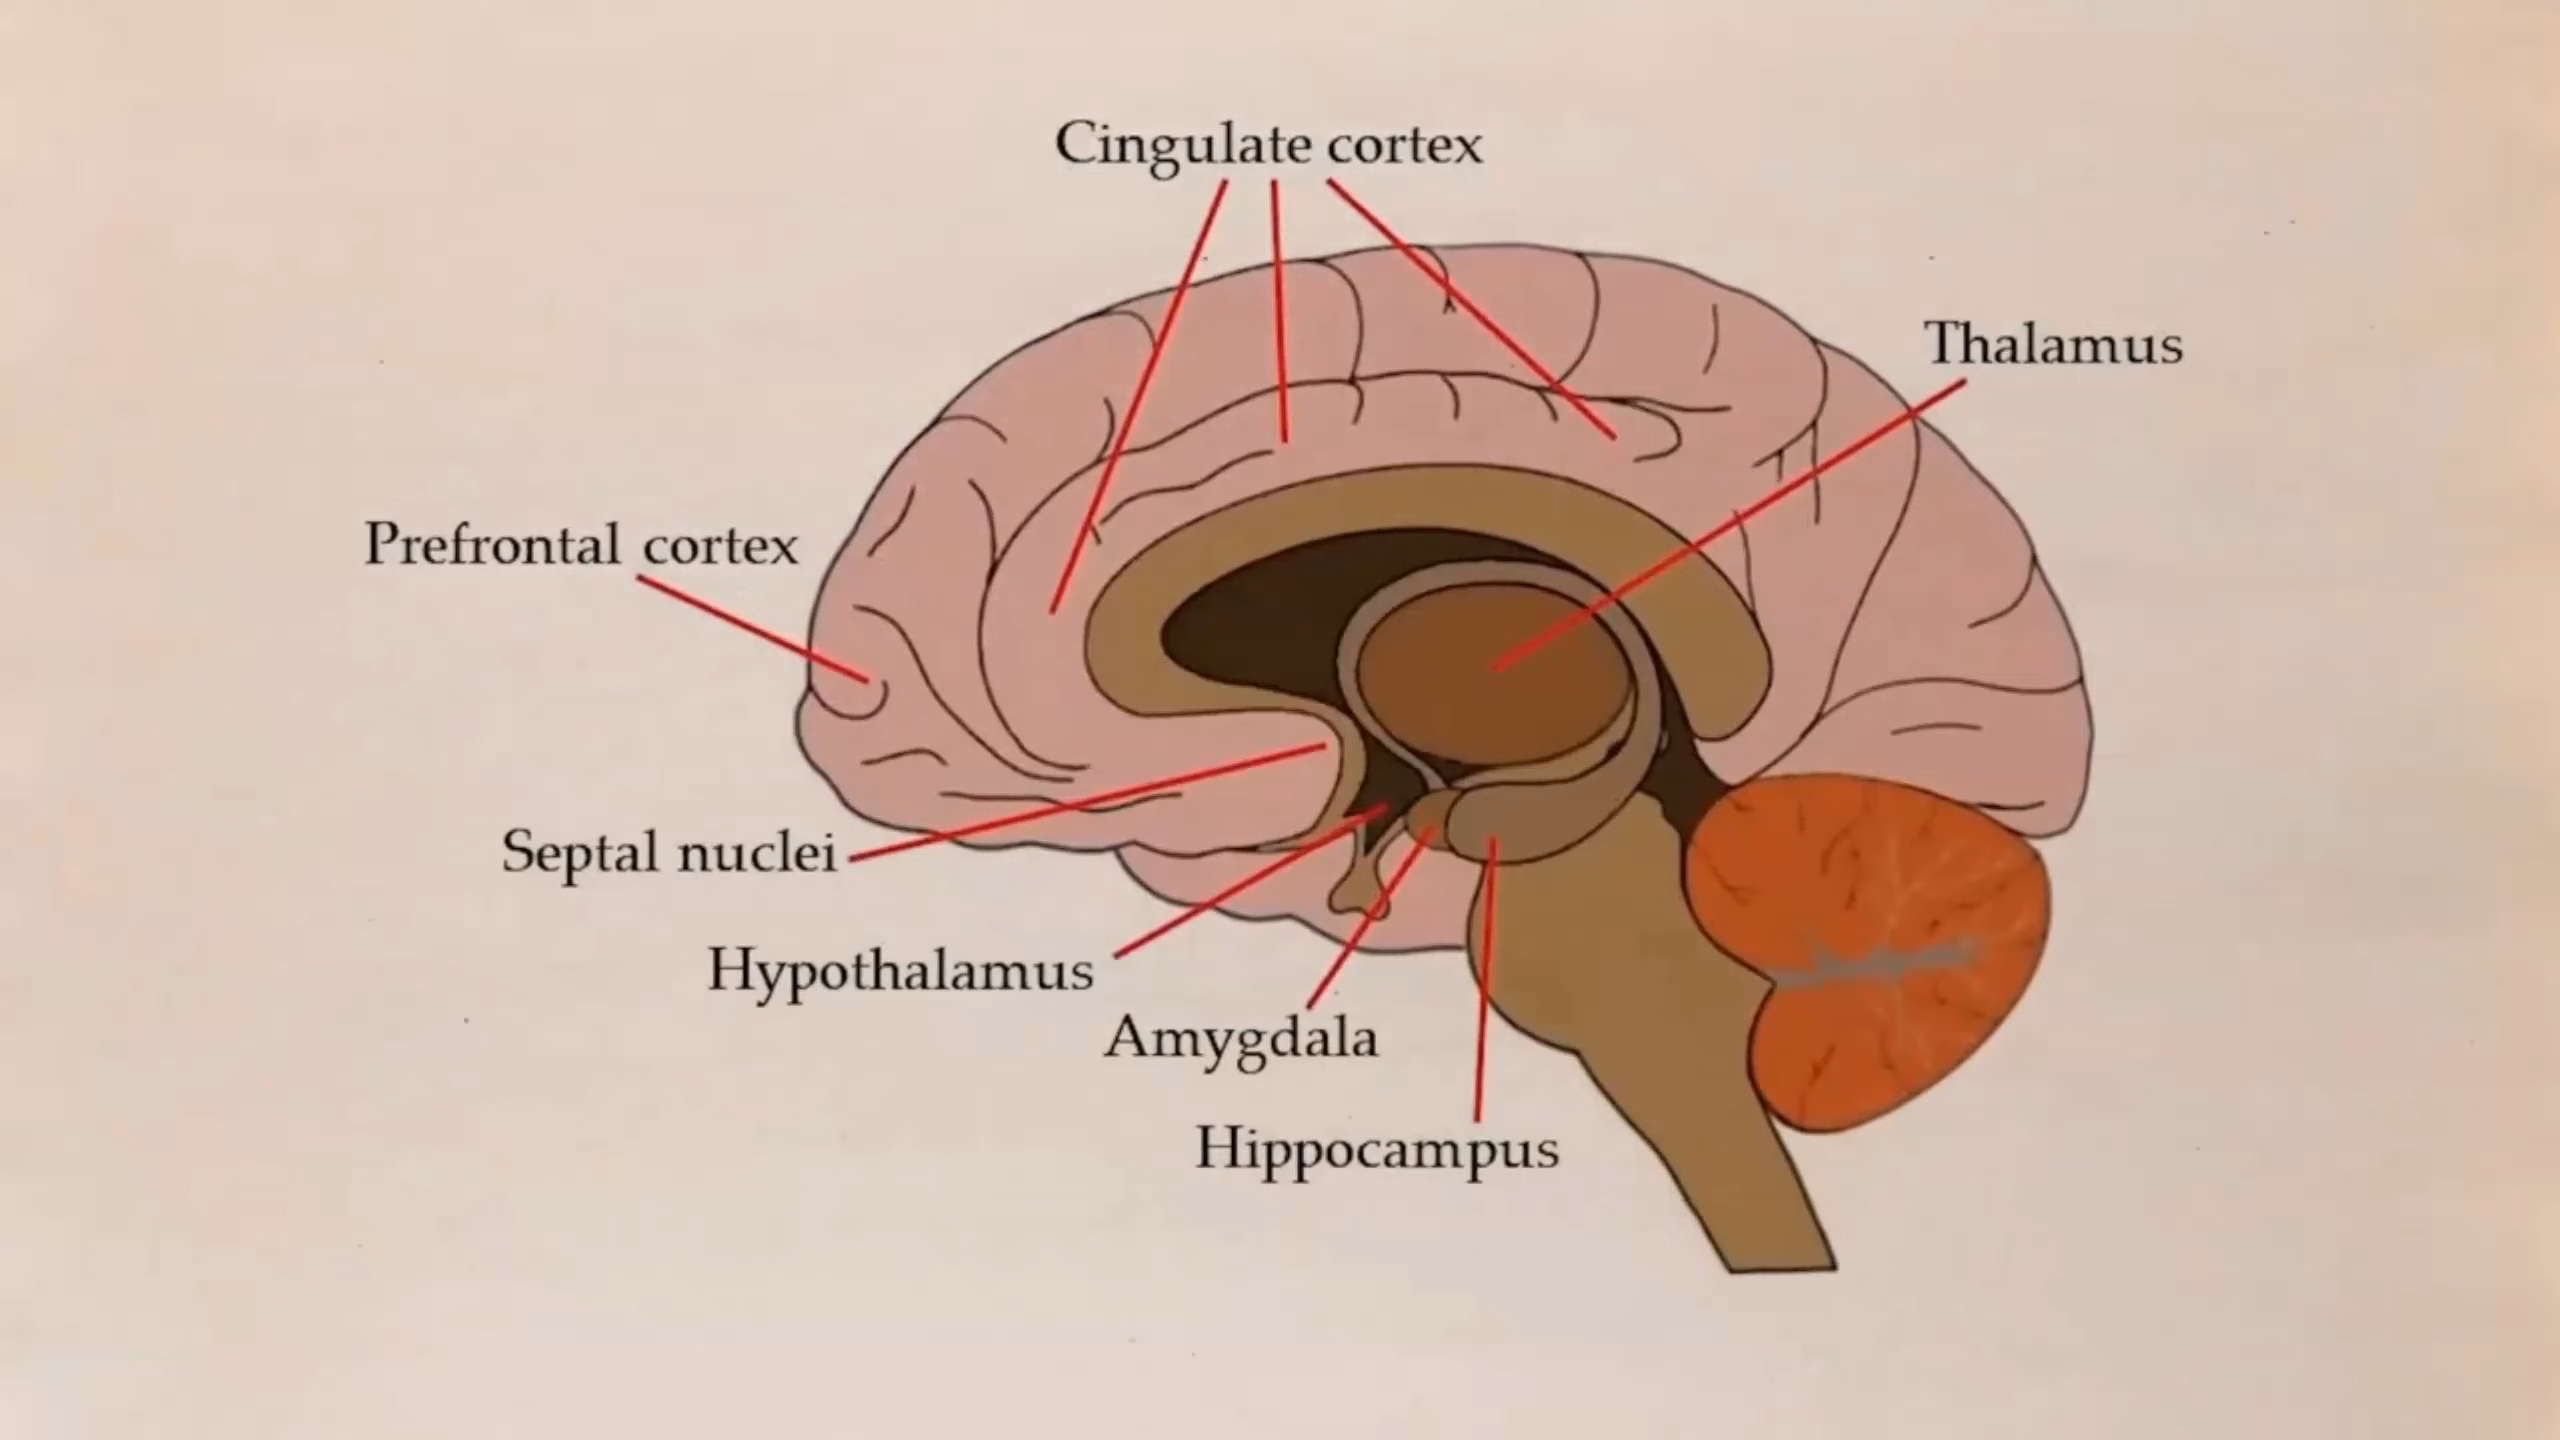 Cingulate cortex
Thalamus
Prefrontal cortex
Septal nuclei
Hypothalamus
Amygdala
Hippocampus